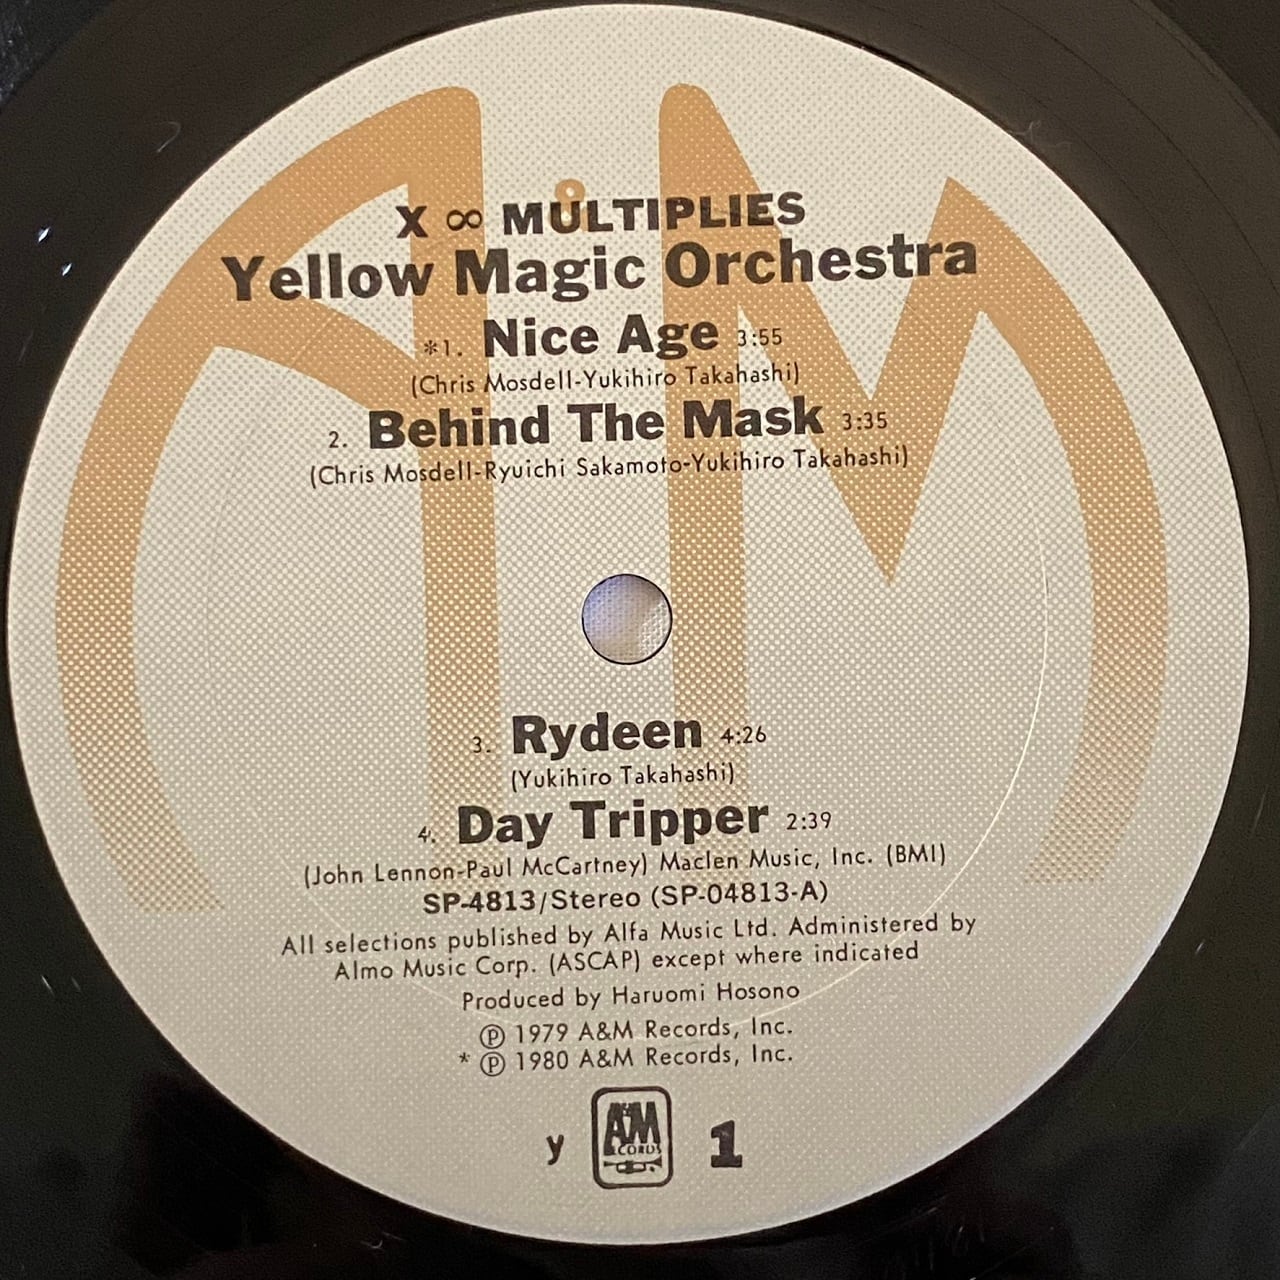 X ∞ MULTIPLIES
Yellow Magic Orchestra
*1. Nice Age 3:55
(Chris Mosdell-Yukihiro Takahashi)
2. Behind The Mask 3:35
(Chris Mosdell-Ryuichi Sakamoto-Yukihiro Takahashi)
3. Rydeen 4:26
(Yukihiro Takahashi)
4. Day Tripper 2:39
(John Lennon-Paul McCartney) Maclen Music, Inc. (BMI)
SP-4813/Stereo (SP-04813-A)
All selections published by Alfa Music Ltd. Administered by
Almo Music Corp. (ASCAP) except where indicated
Produced by Haruomi Hosono
℗ 1979 A&M Records, Inc.
* ℗ 1980 A&M Records, Inc.
y A&M RECORDS 1